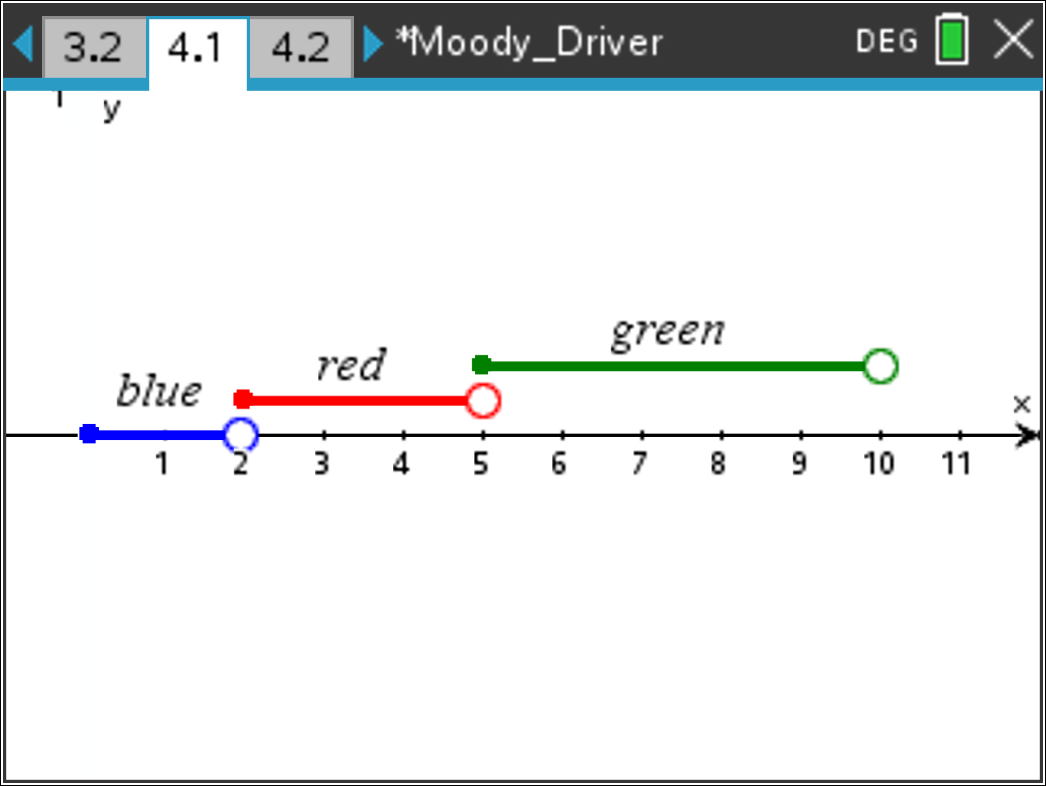 3.2 4.1 4.2 *Moody_Driver DEG
y
green
red
blue
x
1 2 3 4 5 6 7 8 9 10 11